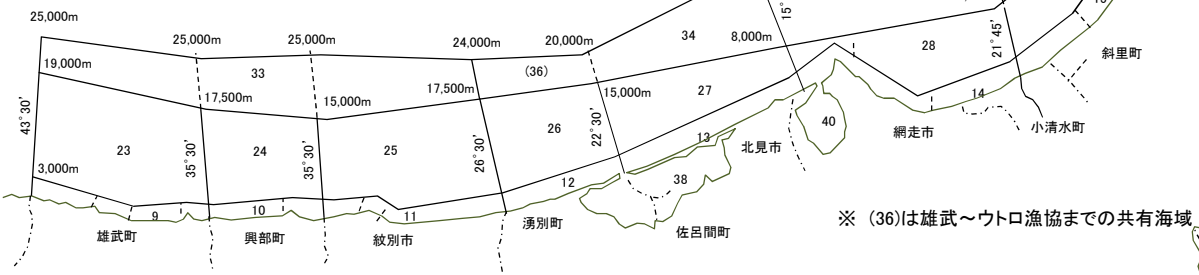 25,000m
25,000m
25,000m
24,000m
20,000m
34
8,000m
15°
28
21°45′
斜里町
19,000m
33
(36)
43°30′
17,500m
15,000m
17,500m
15,000m
27
14
小清水町
40
網走市
23
35°30′
24
35°30′
25
26°30′
26
22°30′
13
北見市
3,000m
12
38
9
10
11
湧別町
佐呂間町
雄武町
興部町
紋別市
※ (36)は雄武~ウトロ漁協までの共有海域